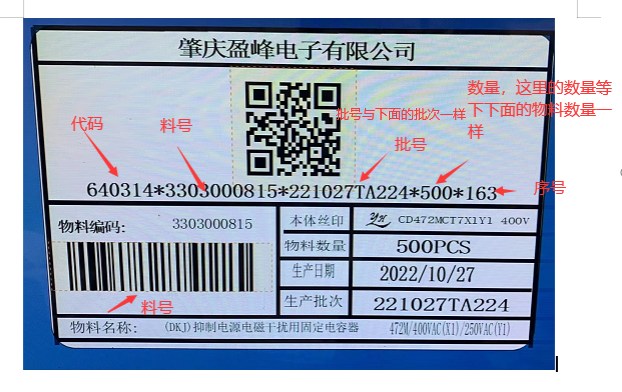 肇庆盈峰电子有限公司
数量，这里的数量等
下下面的物料数量一
样
批号与下面的批次一样
代码
料号
批号
640314*3303000815*221027TA224*500*163
序号
物料编码:
3303000815
本体丝印
CD472MCT7X1Y1 400V
物料数量
500PCS
生产日期
2022/10/27
料号
生产批次
221027TA224
物料名称:
(DKJ)抑制电源电磁干扰用固定电容器
472M/400VAC(X1)/250VAC(Y1)